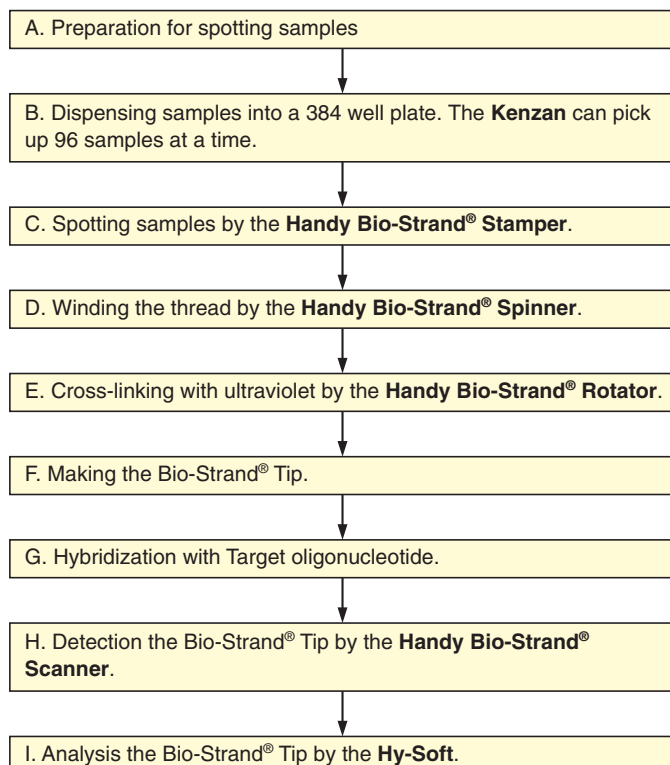 A. Preparation for spotting samples
B. Dispensing samples into a 384 well plate. The Kenzan can pick
up 96 samples at a time.
C. Spotting samples by the Handy Bio-Strand® Stamper.
D. Winding the thread by the Handy Bio-Strand® Spinner.
E. Cross-linking with ultraviolet by the Handy Bio-Strand® Rotator.
F. Making the Bio-Strand® Tip.
G. Hybridization with Target oligonucleotide.
H. Detection the Bio-Strand® Tip by the Handy Bio-Strand®
Scanner.
I. Analysis the Bio-Strand® Tip by the Hy-Soft.